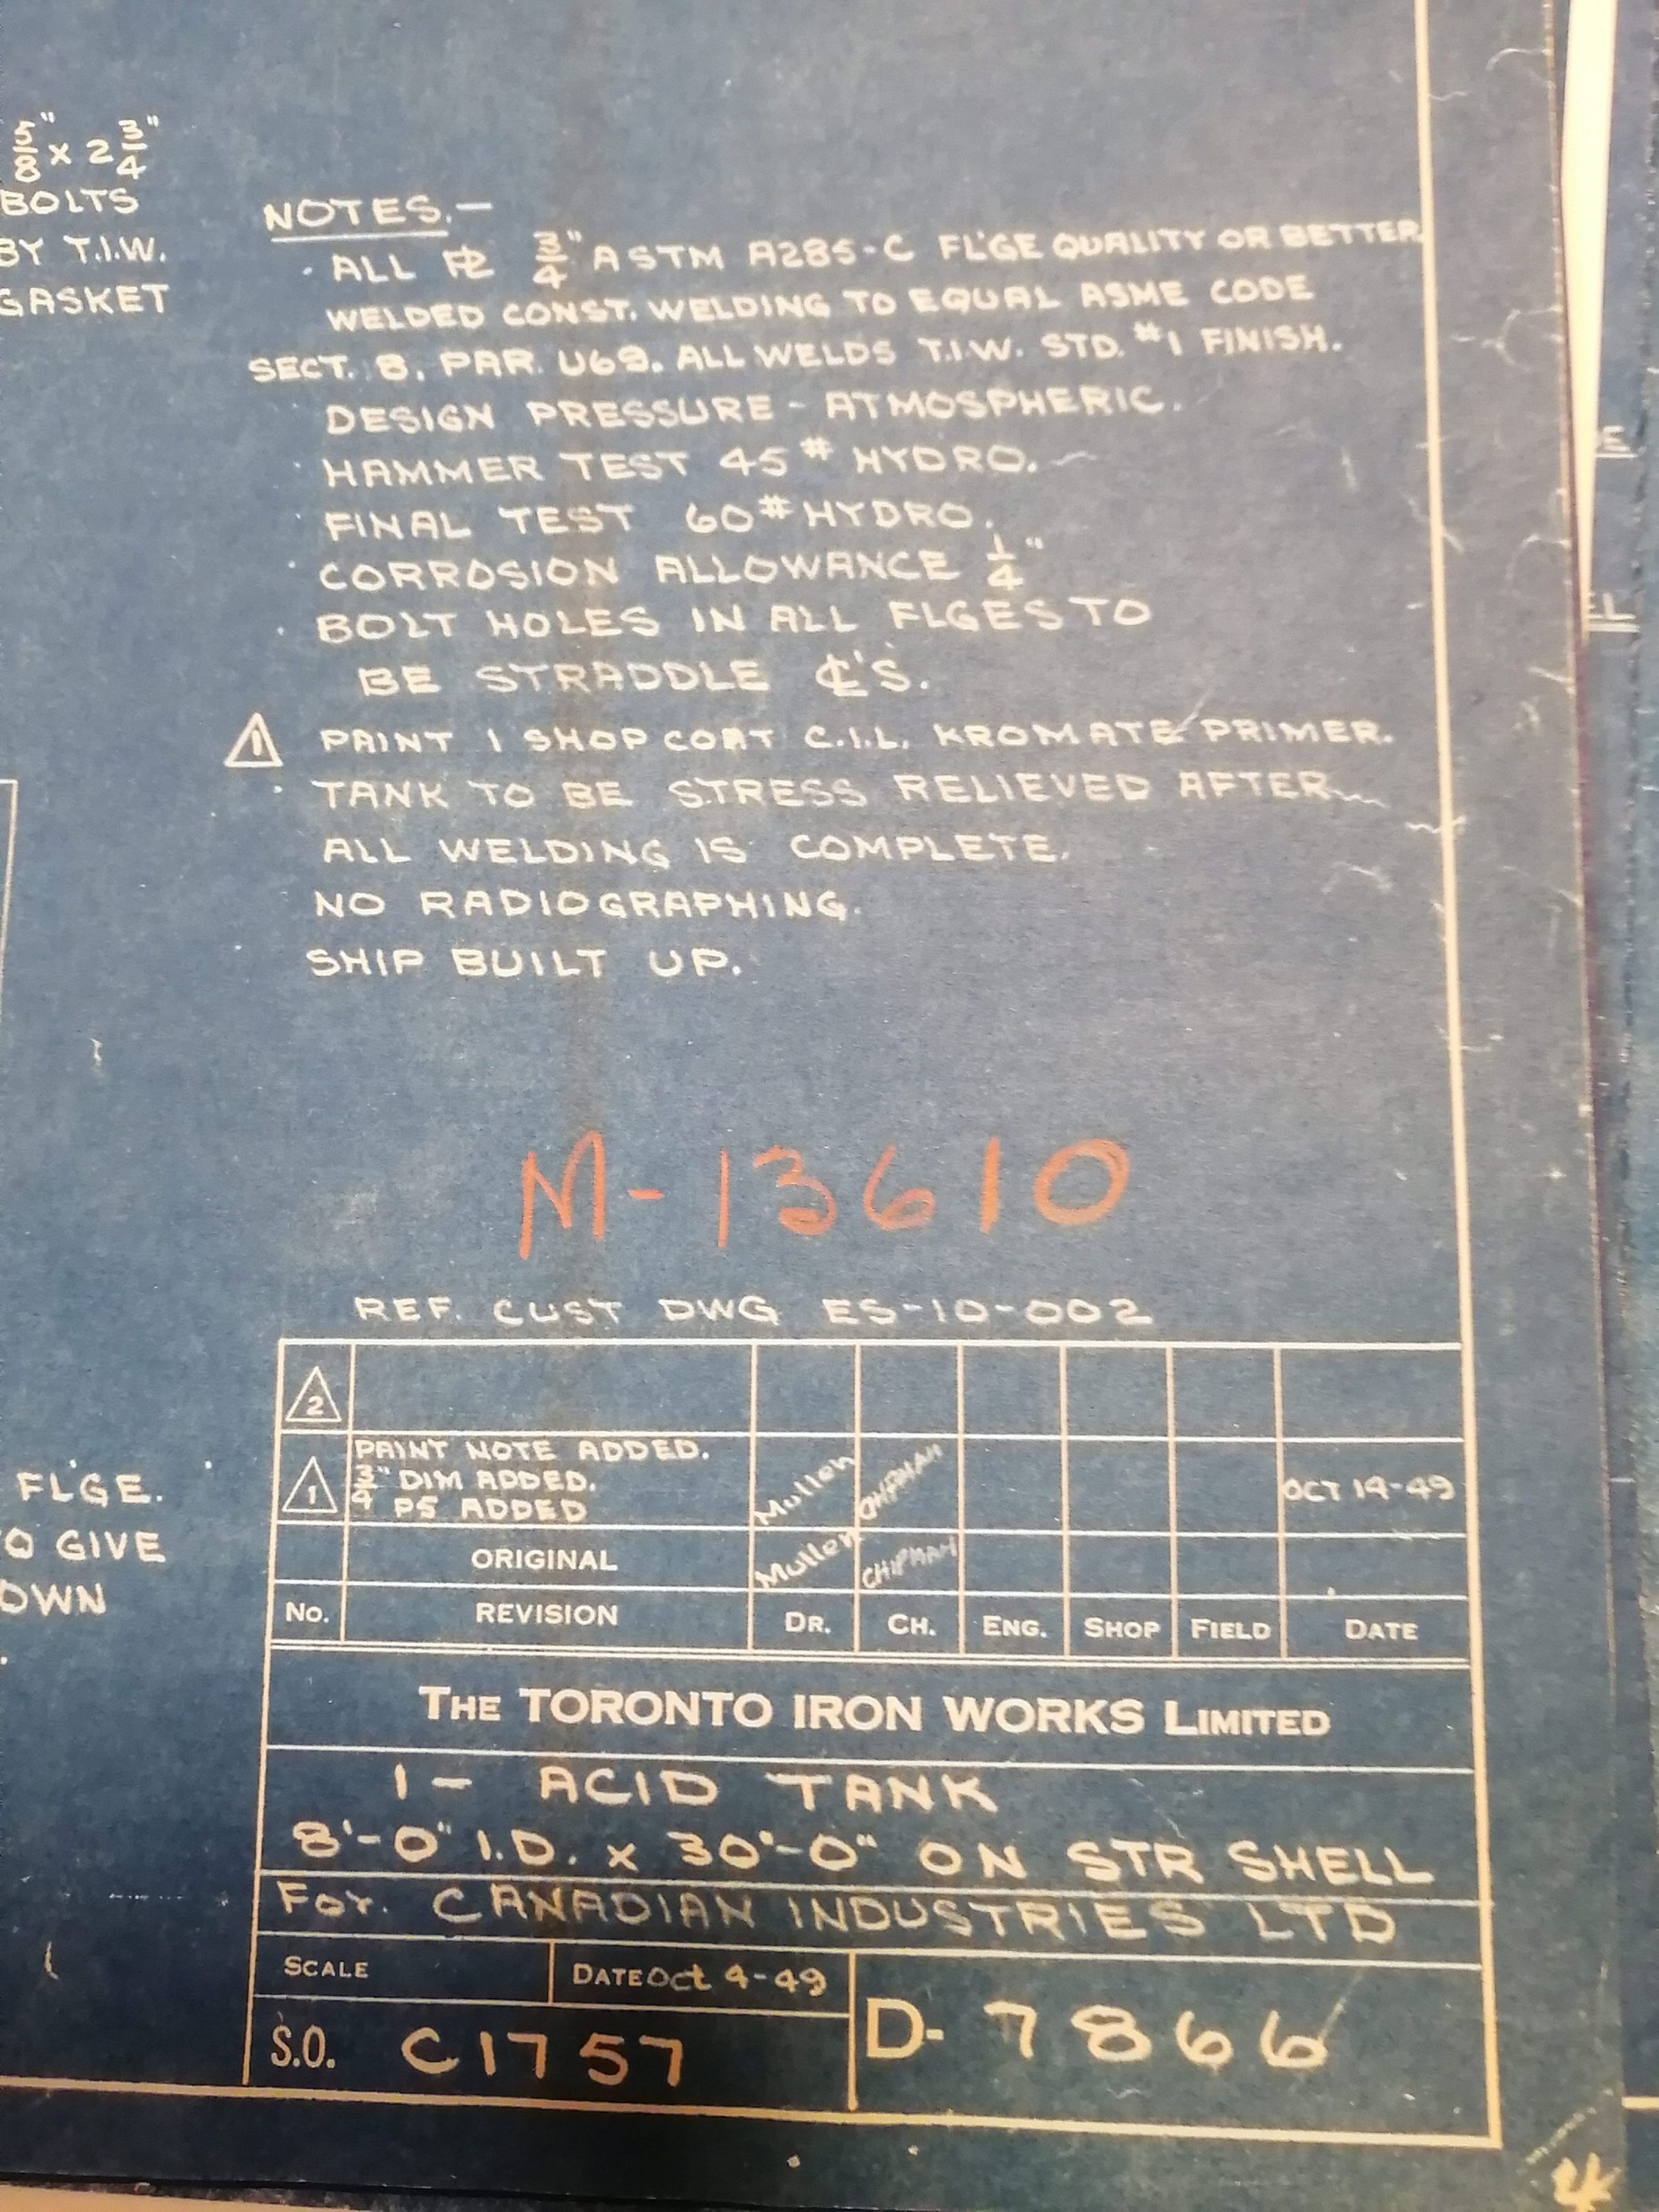 5/8" x 2 3/4"
BOLTS
BY T.I.W.
GASKET
NOTES.-
ALL PL 3/4" ASTM A285-C FL'GE QUALITY OR BETTER
WELDED CONST. WELDING TO EQUAL ASME CODE
SECT. 8, PAR. U69. ALL WELDS T.I.W. STD. #1 FINISH.
DESIGN PRESSURE - ATMOSPHERIC.
HAMMER TEST 45# HYDRO.
FINAL TEST 60# HYDRO.
CORROSION ALLOWANCE 1/4"
BOLT HOLES IN ALL FLGES TO
BE STRADDLE ℄'S.
1 PAINT 1 SHOP COAT C.I.L. KROMATE PRIMER.
TANK TO BE STRESS RELIEVED AFTER
ALL WELDING IS COMPLETE.
NO RADIOGRAPHING.
SHIP BUILT UP.
M-13610
REF. CUST DWG ES-10-002
2
PAINT NOTE ADDED.
1 3/4" DIM ADDED. Mullen CHIPMAN OCT 14-49
P5 ADDED
ORIGINAL Mullen CHIPMAN
No. REVISION DR. CH. ENG. SHOP FIELD DATE
FLGE.
TO GIVE
OWN
THE TORONTO IRON WORKS LIMITED
1 - ACID TANK
8'-0" I.D. x 30'-0" ON STR SHELL
For. CANADIAN INDUSTRIES LTD
SCALE DATE Oct 4-49
S.O. C1757 D-7866